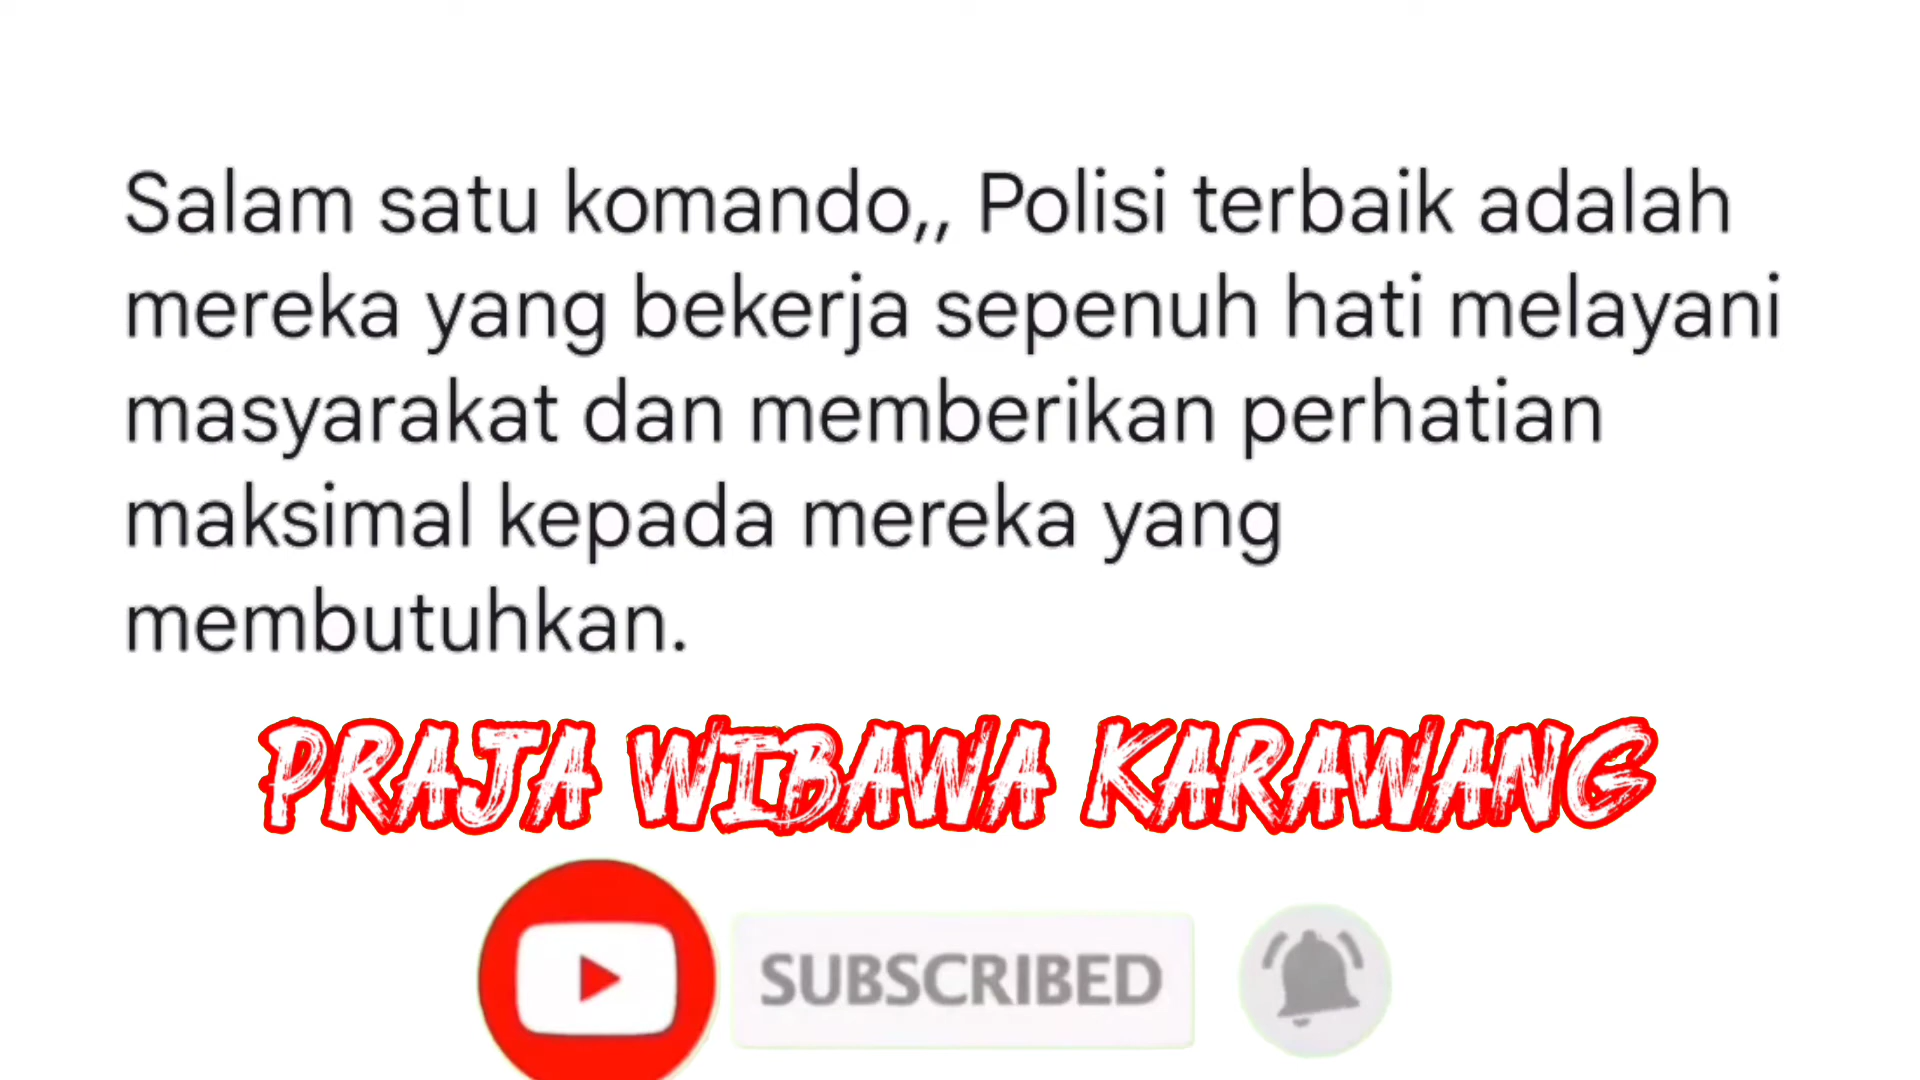 Salam satu komando,, Polisi terbaik adalah
mereka yang bekerja sepenuh hati melayani
masyarakat dan memberikan perhatian
maksimal kepada mereka yang
membutuhkan.
PRAJA WIBAWA KARAWANG
SUBSCRIBED